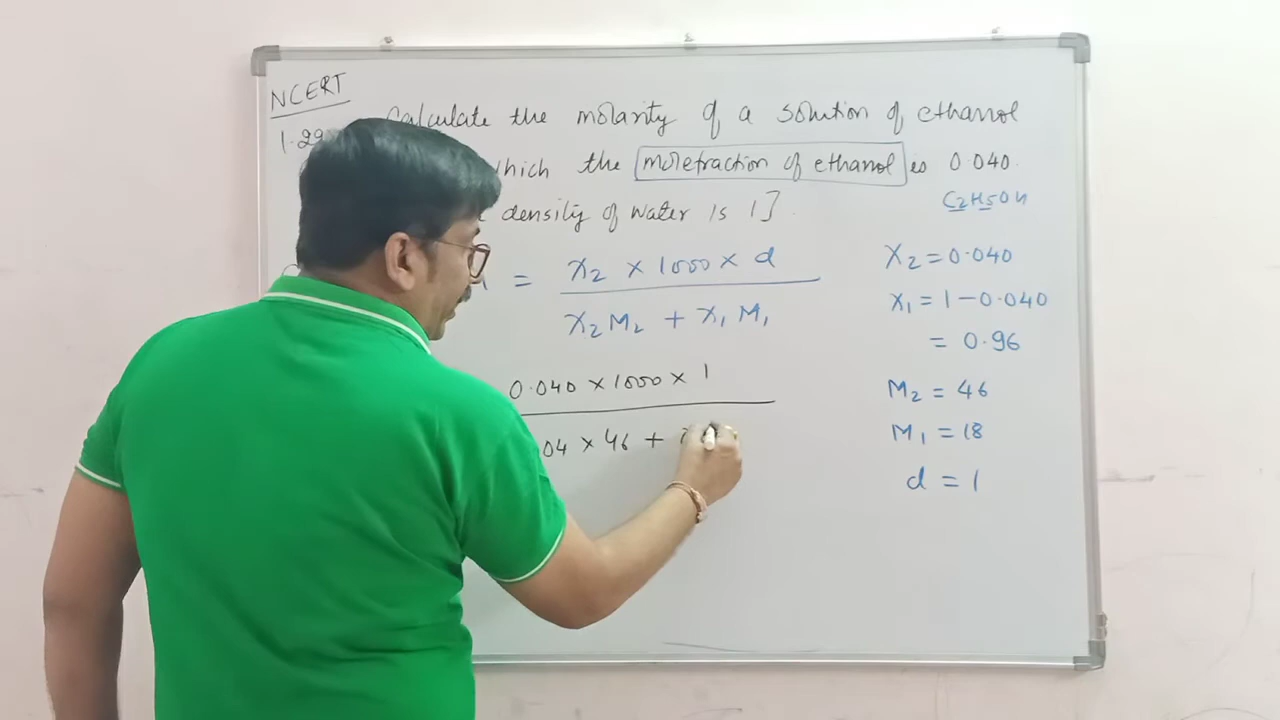 NCERT
1.29 Calculate the molarity of a solution of ethanol
which the molefraction of ethanol is 0.040.
density of water is 1]
C2H5OH
= x2 × 1000 × d
x2M2 + x1M1
x2 = 0.040
x1 = 1 - 0.040
= 0.96
M2 = 46
M1 = 18
d = 1
0.040 × 1000 × 1
04 × 46 +